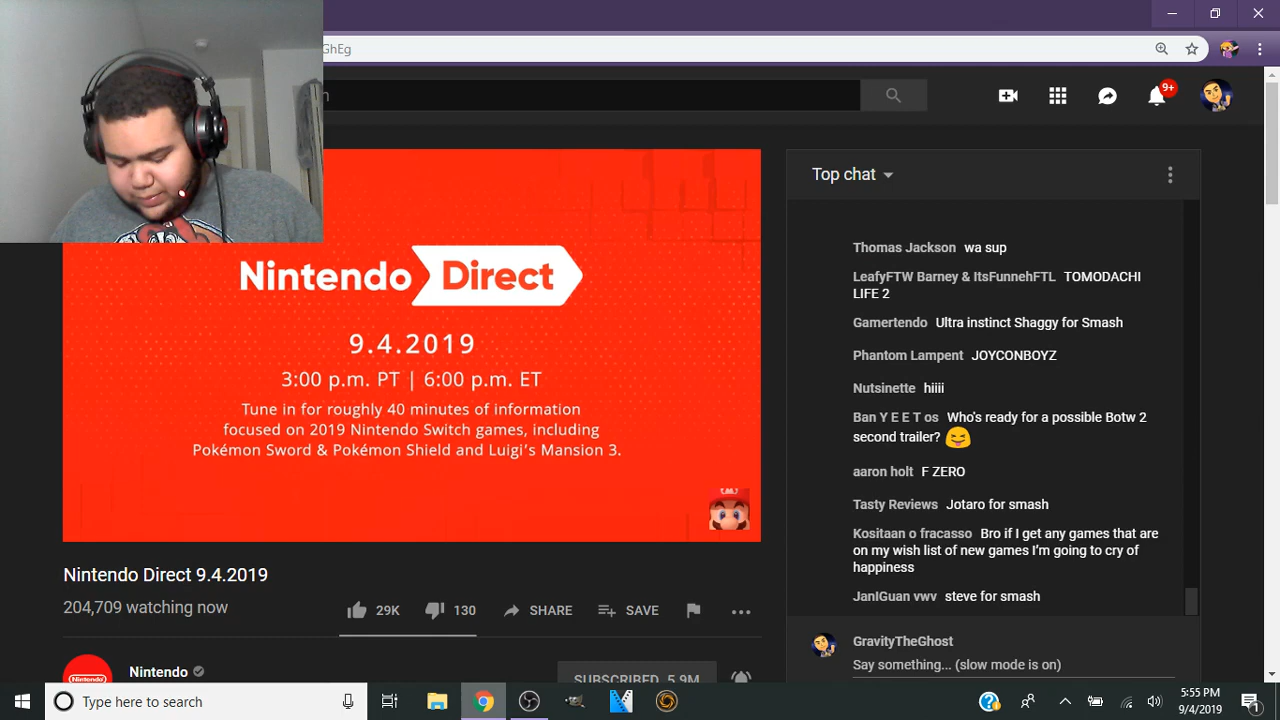 GhEg
n
9+
Top chat
Nintendo Direct
9.4.2019
3:00 p.m. PT | 6:00 p.m. ET
Tune in for roughly 40 minutes of information
focused on 2019 Nintendo Switch games, including
Pokémon Sword & Pokémon Shield and Luigi's Mansion 3.
Nintendo Direct 9.4.2019
204,709 watching now
29K
130
SHARE
SAVE
Nintendo
Nintendo
SUBSCRIBED 5.9M
Thomas Jackson wa sup
LeafyFTW Barney & ItsFunnehFTL TOMODACHI
LIFE 2
Gamertendo Ultra instinct Shaggy for Smash
Phantom Lampent JOYCONBOYZ
Nutsinette hiiii
Ban Y E E T os Who's ready for a possible Botw 2
second trailer? 😝
aaron holt F ZERO
Tasty Reviews Jotaro for smash
Kositaan o fracasso Bro if I get any games that are
on my wish list of new games I'm going to cry of
happiness
JanIGuan vwv steve for smash
GravityTheGhost
Say something... (slow mode is on)
Type here to search
5:55 PM
9/4/2019
1